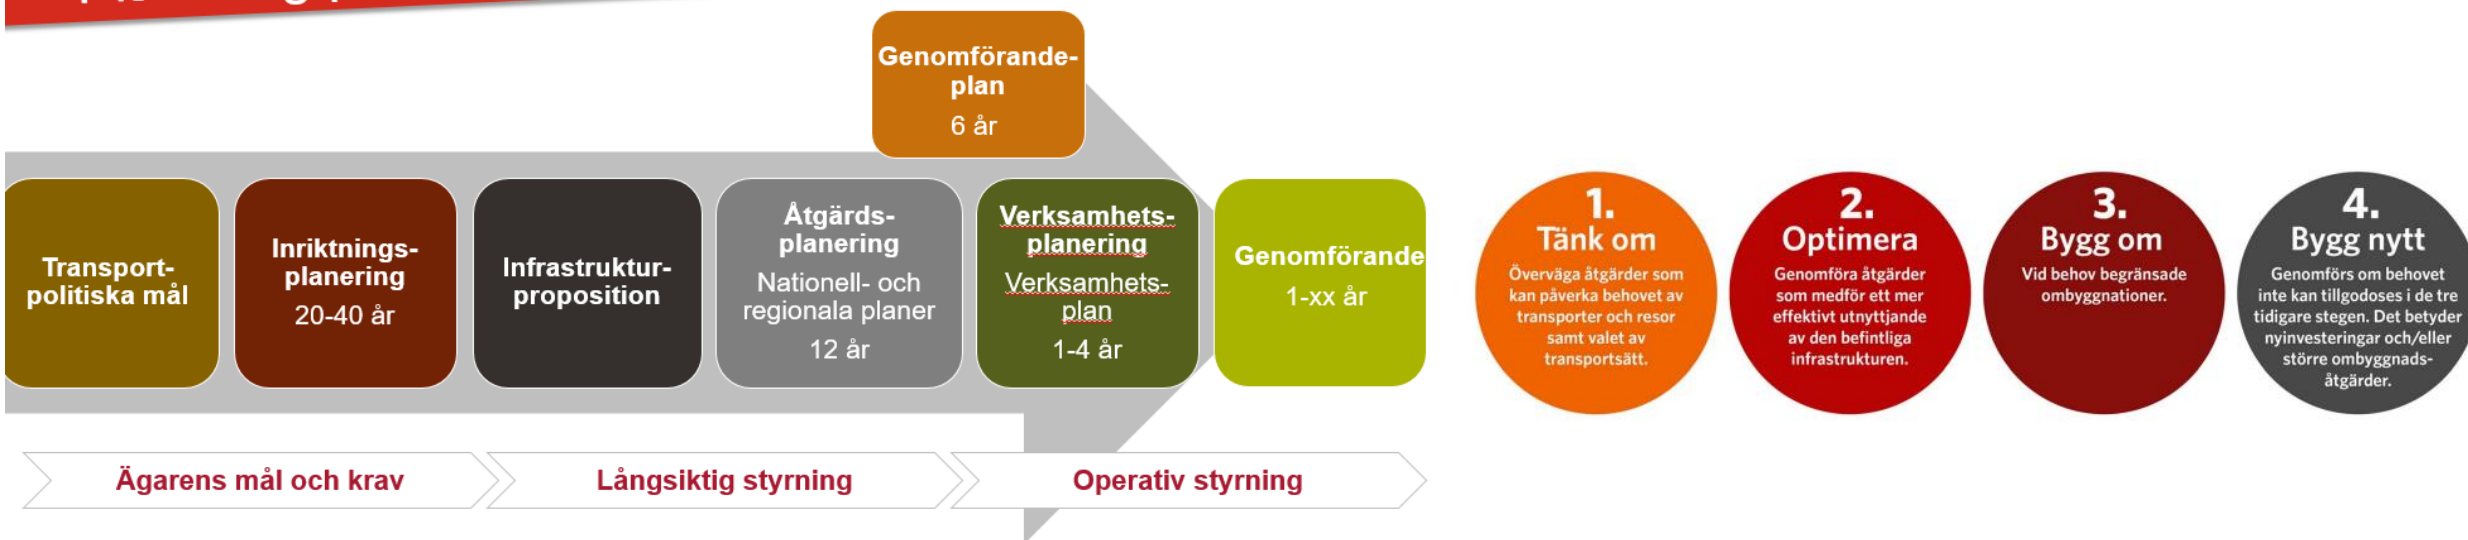 Genomförande-
plan
6 år
Transport-
politiska mål
Inriktnings-
planering
20-40 år
Infrastruktur-
proposition
Åtgärds-
planering
Nationell- och
regionala planer
12 år
Verksamhets-
planering
Verksamhets-
plan
1-4 år
Genomförande
1-xx år
Ägarens mål och krav
Långsiktig styrning
Operativ styrning
1.
Tänk om
Överväga åtgärder som
kan påverka behovet av
transporter och resor
samt valet av
transportsätt.
2.
Optimera
Genomföra åtgärder
som medför ett mer
effektivt utnyttjande
av den befintliga
infrastrukturen.
3.
Bygg om
Vid behov begränsade
ombyggnationer.
4.
Bygg nytt
Genomförs om behovet
inte kan tillgodoses i de tre
tidigare stegen. Det betyder
nyinvesteringar och/eller
större ombyggnads-
åtgärder.